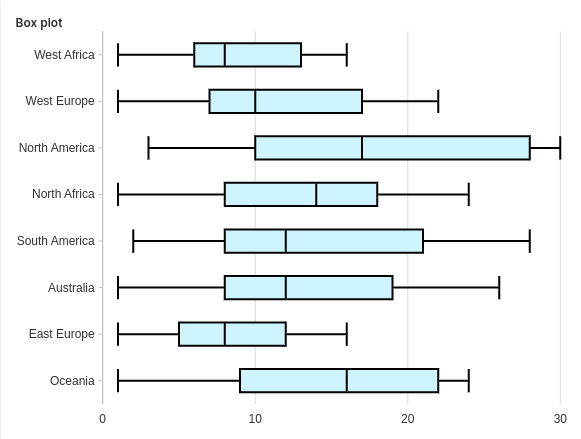 Box plot
West Africa
West Europe
North America
North Africa
South America
Australia
East Europe
Oceania
0 10 20 30